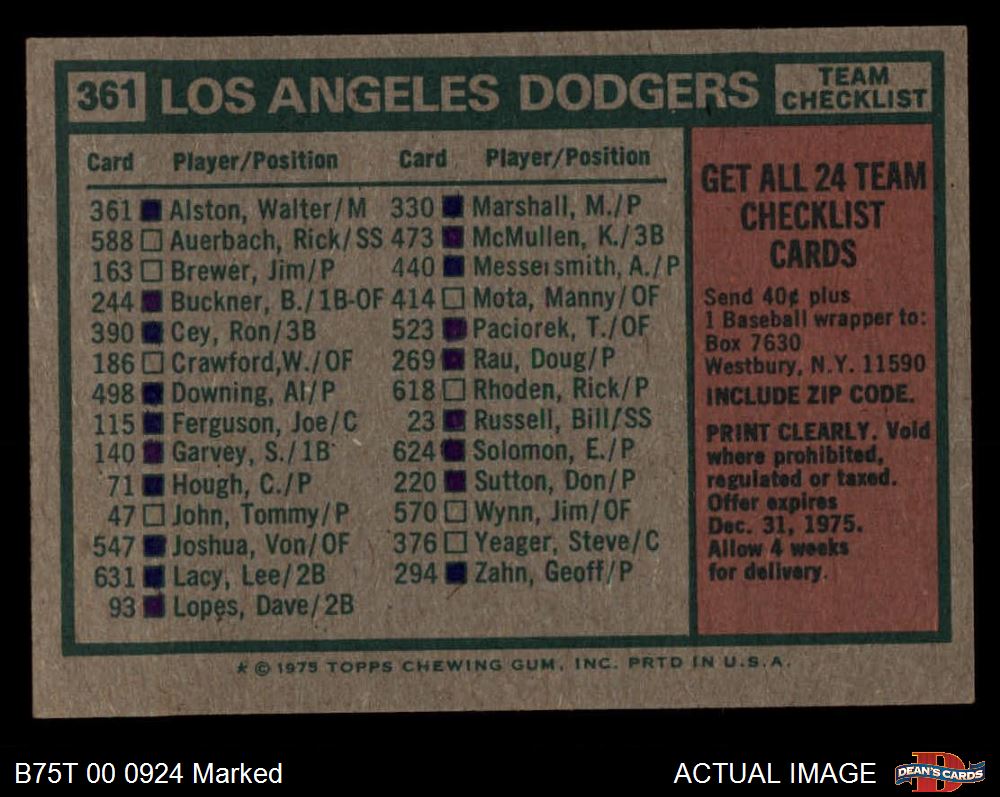 361 LOS ANGELES DODGERS TEAM CHECKLIST
Card Player/Position
361 Alston, Walter/M
588 Auerbach, Rick/SS
163 Brewer, Jim/P
244 Buckner, B./1B-OF
390 Cey, Ron/3B
186 Crawford,W./OF
498 Downing, Al/P
115 Ferguson, Joe/C
140 Garvey, S./1B
71 Hough, C./P
47 John, Tommy/P
547 Joshua, Von/OF
631 Lacy, Lee/2B
93 Lopes, Dave/2B
Card Player/Position
330 Marshall, M./P
473 McMullen, K./3B
440 Messersmith, A./P
414 Mota, Manny/OF
523 Paciorek, T./OF
269 Rau, Doug/P
618 Rhoden, Rick/P
23 Russell, Bill/SS
624 Solomon, E./P
220 Sutton, Don/P
570 Wynn, Jim/OF
376 Yeager, Steve/C
294 Zahn, Geoff/P
GET ALL 24 TEAM
CHECKLIST
CARDS
Send 40¢ plus
1 Baseball wrapper to:
Box 7630
Westbury, N.Y. 11590
INCLUDE ZIP CODE.
PRINT CLEARLY. Void
where prohibited,
regulated or taxed.
Offer expires
Dec. 31, 1975.
Allow 4 weeks
for delivery.
* © 1975 TOPPS CHEWING GUM, INC. PRTD IN U.S.A.
B75T 00 0924 Marked
ACTUAL IMAGE
DEAN'S CARDS